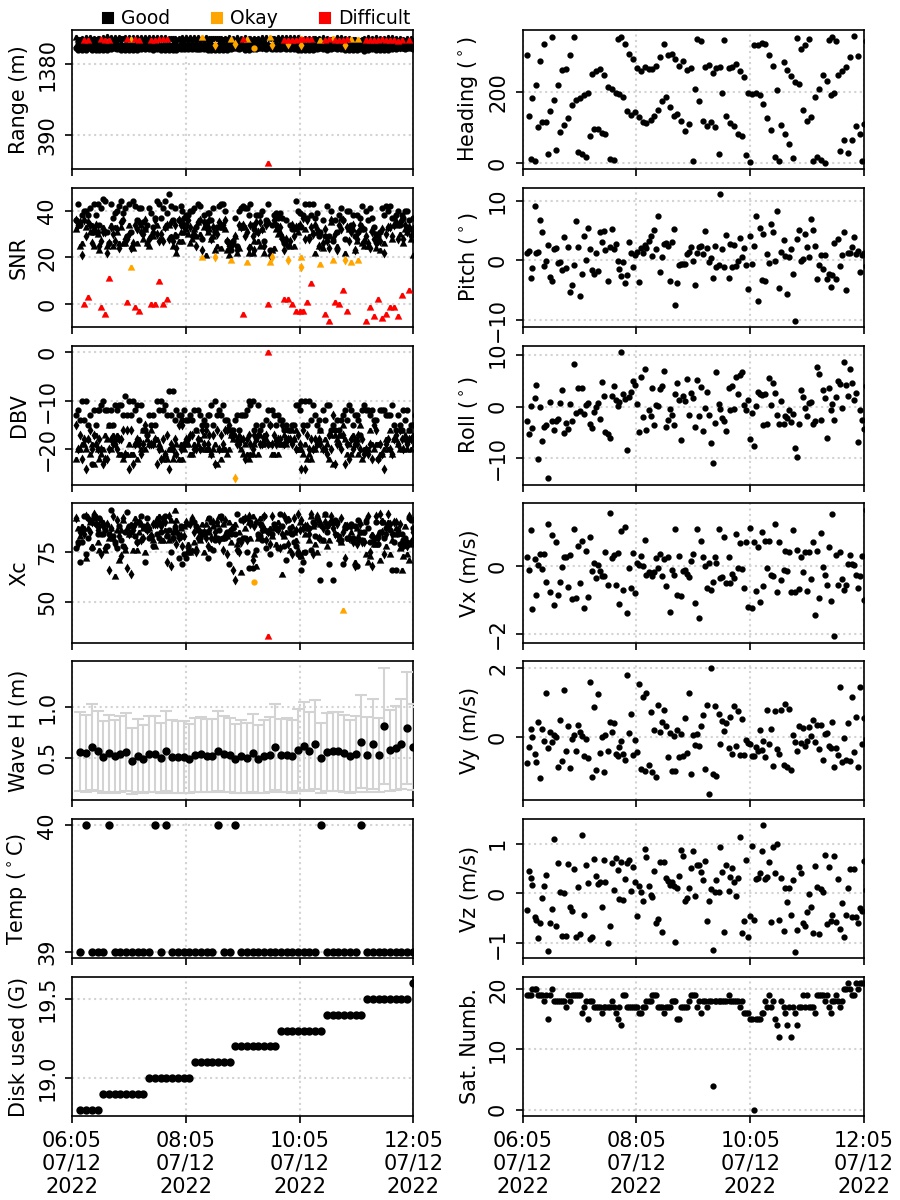 Good Okay Difficult
Range (m)
1380
390
Heading (°)
200
0
SNR
40
20
0
Pitch (°)
10
0
−10
DBV
0
−10
−20
Roll (°)
10
0
−10
Xc
75
50
Vx (m/s)
0
−2
Wave H (m)
1.0
0.5
Vy (m/s)
2
0
Temp (°C)
40
39
Vz (m/s)
1
0
−1
Disk used (G)
19.5
19.0
Sat. Numb.
20
10
0
06:05 08:05 10:05 12:05 06:05 08:05 10:05 12:05
07/12 07/12 07/12 07/12 07/12 07/12 07/12 07/12
2022 2022 2022 2022 2022 2022 2022 2022